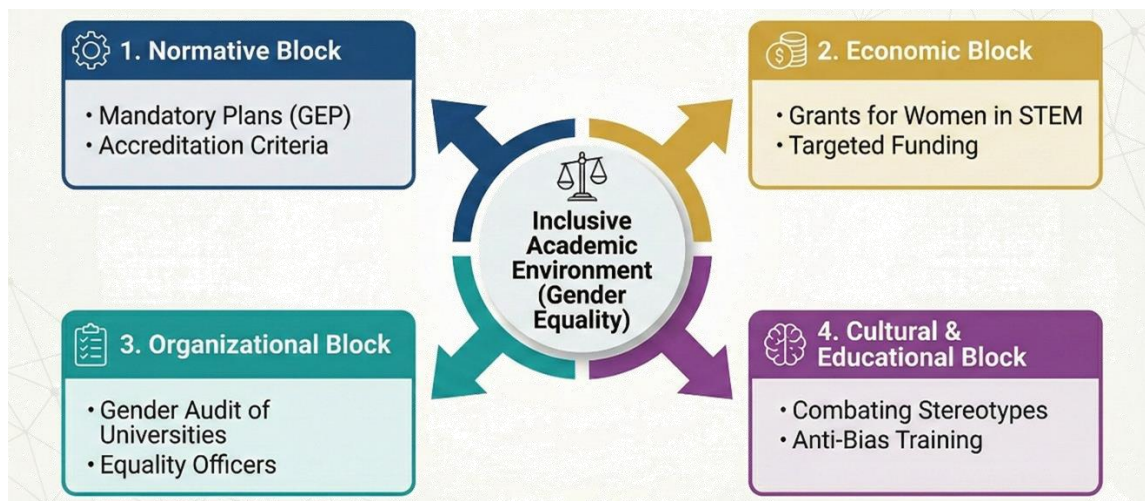 1. Normative Block
• Mandatory Plans (GEP)
• Accreditation Criteria
2. Economic Block
• Grants for Women in STEM
• Targeted Funding
Inclusive
Academic
Environment
(Gender
Equality)
3. Organizational Block
• Gender Audit of
Universities
• Equality Officers
4. Cultural &
Educational Block
• Combating Stereotypes
• Anti-Bias Training